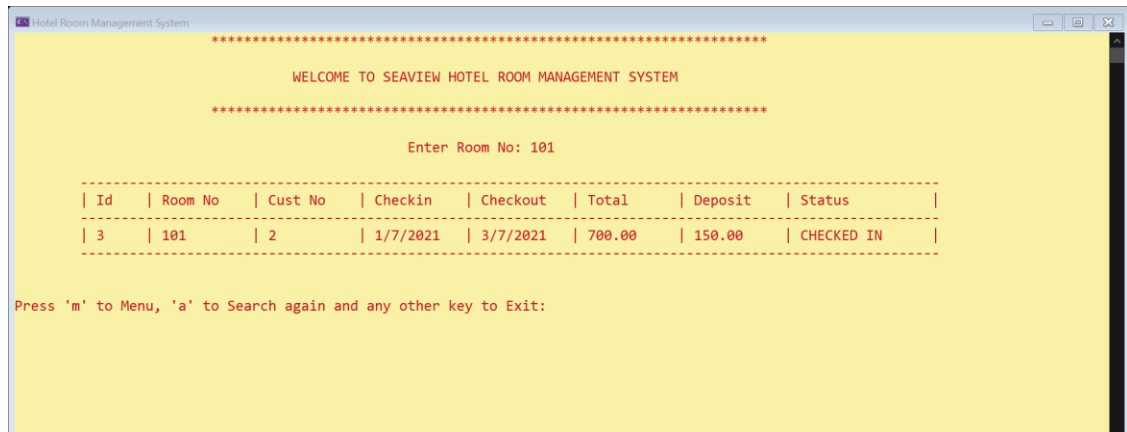 Hotel Room Management System
********************************************************************
WELCOME TO SEAVIEW HOTEL ROOM MANAGEMENT SYSTEM
********************************************************************
Enter Room No: 101
---------------------------------------------------------------------------------------------------------
| Id | Room No | Cust No | Checkin | Checkout | Total | Deposit | Status |
---------------------------------------------------------------------------------------------------------
| 3 | 101 | 2 | 1/7/2021 | 3/7/2021 | 700.00 | 150.00 | CHECKED IN |
---------------------------------------------------------------------------------------------------------
Press 'm' to Menu, 'a' to Search again and any other key to Exit: